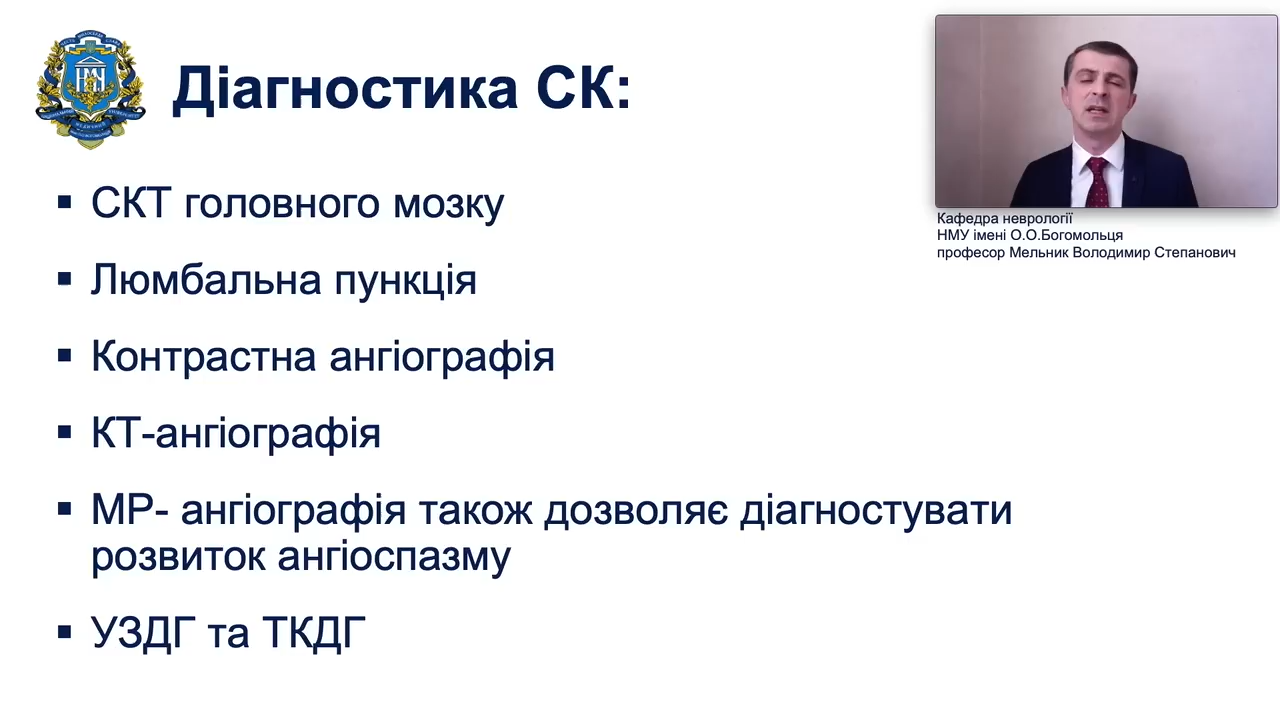 Діагностика СК:
▪ СКТ головного мозку
▪ Люмбальна пункція
▪ Контрастна ангіографія
▪ КТ-ангіографія
▪ МР- ангіографія також дозволяє діагностувати
розвиток ангіоспазму
▪ УЗДГ та ТКДГ
Кафедра неврології
НМУ імені О.О.Богомольця
професор Мельник Володимир Степанович